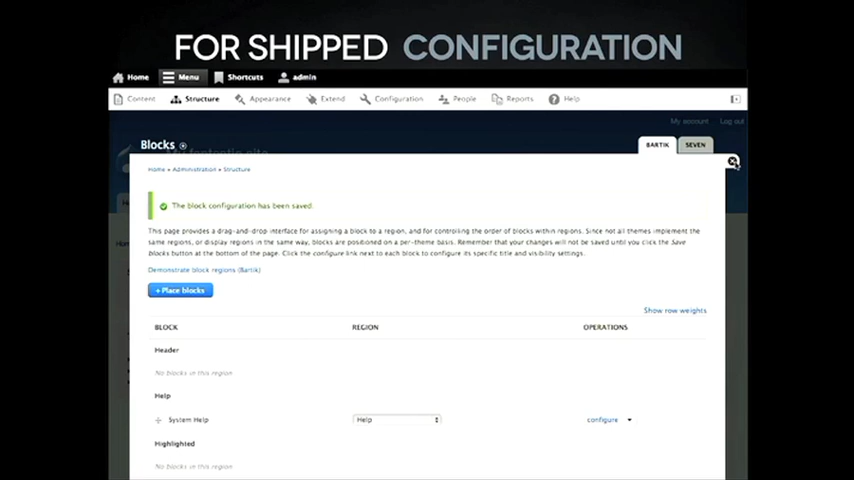 FOR SHIPPED CONFIGURATION
Home Menu Shortcuts admin
Content Structure Appearance Extend Configuration People Reports Help
My account Log out
Blocks
BARTIK SEVEN
Home » Administration » Structure
The block configuration has been saved.
This page provides a drag-and-drop interface for assigning a block to a region, and for controlling the order of blocks within regions. Since not all themes implement the
same regions, or display regions in the same way, blocks are positioned on a per-theme basis. Remember that your changes will not be saved until you click the Save
blocks button at the bottom of the page. Click the configure link next to each block to configure its specific title and visibility settings.
Demonstrate block regions (Bartik)
+ Place blocks
Show row weights
BLOCK REGION OPERATIONS
Header
No blocks in this region
Help
System Help Help configure
Highlighted
No blocks in this region